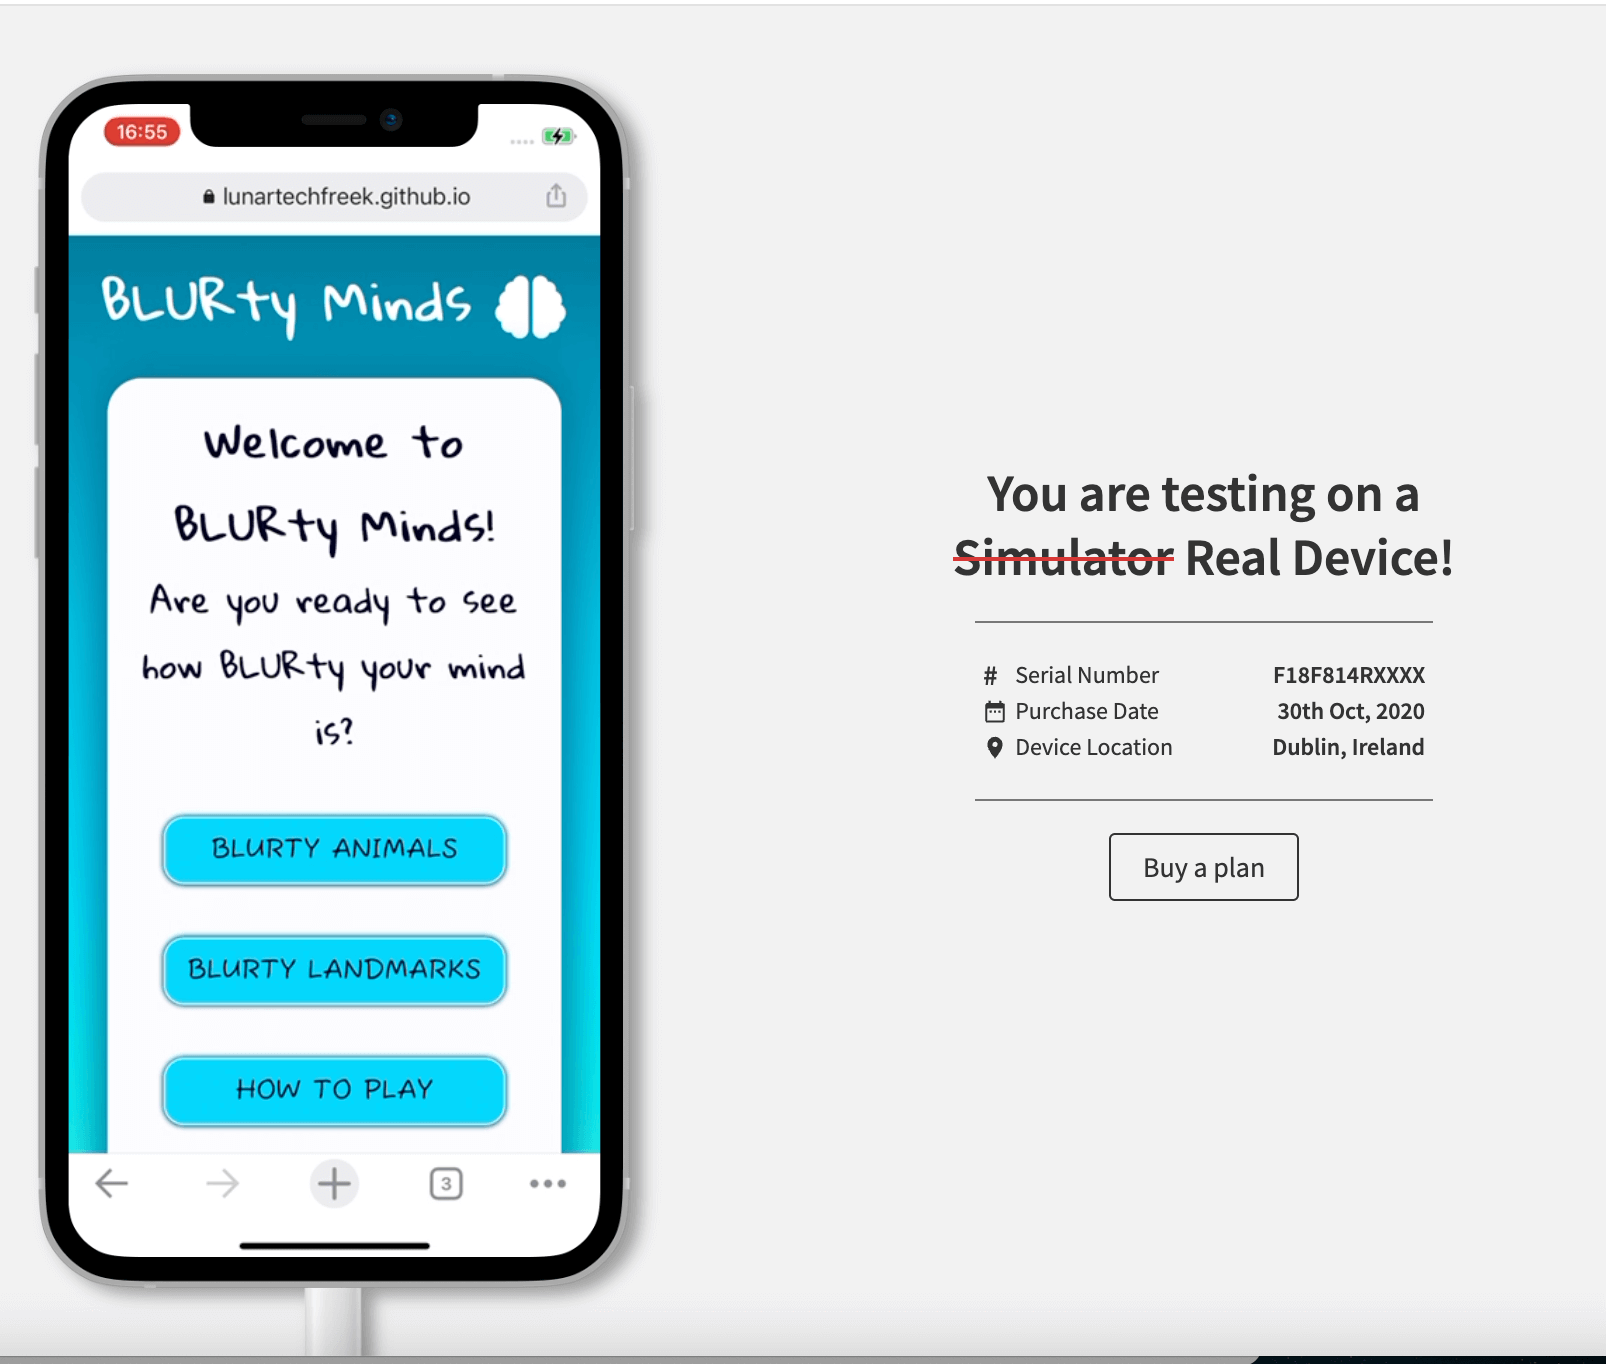 16:55
lunartechfreek.github.io
BLURty Minds
Welcome to
BLURty Minds!
Are you ready to see
how BLURty your mind
is?
BLURTY ANIMALS
BLURTY LANDMARKS
HOW TO PLAY
3
You are testing on a
Simulator Real Device!
# Serial Number F18F814RXXXX
Purchase Date 30th Oct, 2020
Device Location Dublin, Ireland
Buy a plan